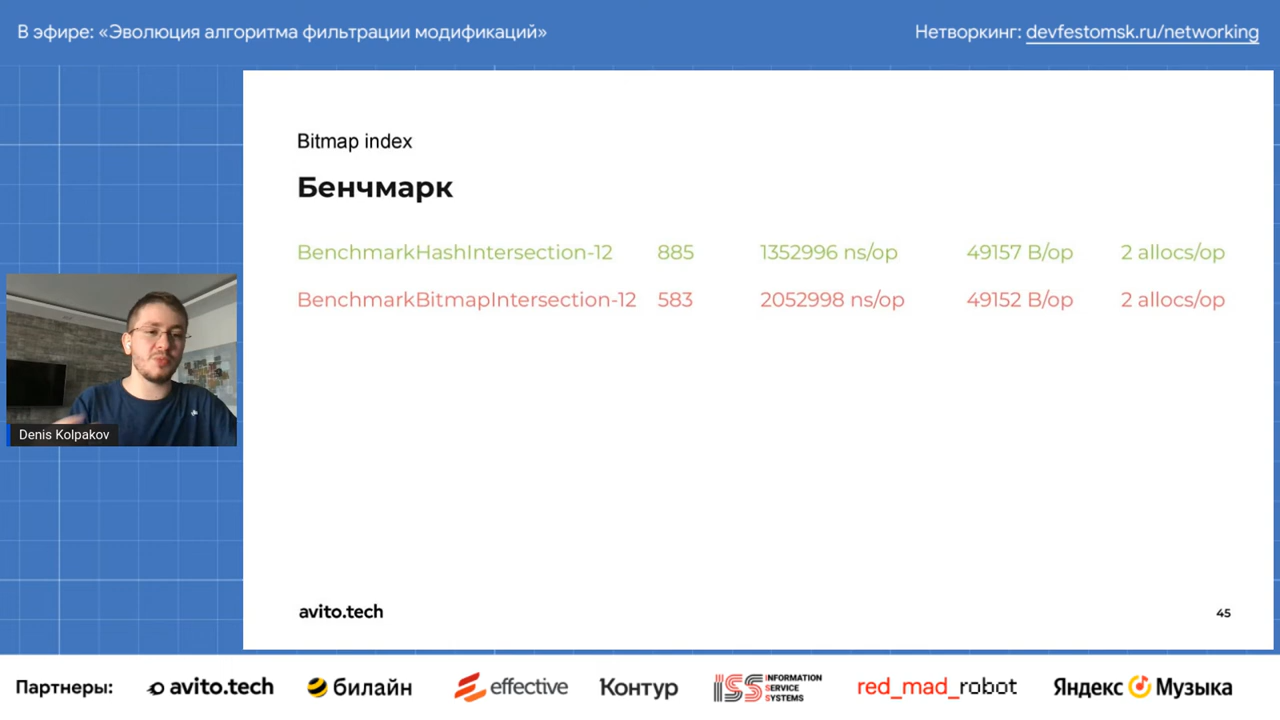 В эфире: «Эволюция алгоритма фильтрации модификаций»
Нетворкинг: devfestomsk.ru/networking
Bitmap index
Бенчмарк
BenchmarkHashIntersection-12 885 1352996 ns/op 49157 B/op 2 allocs/op
BenchmarkBitmapIntersection-12 583 2052998 ns/op 49152 B/op 2 allocs/op
Denis Kolpakov
avito.tech
45
Партнеры: avito.tech билайн effective Контур ISS INFORMATION SERVICE SYSTEMS red_mad_robot Яндекс Музыка